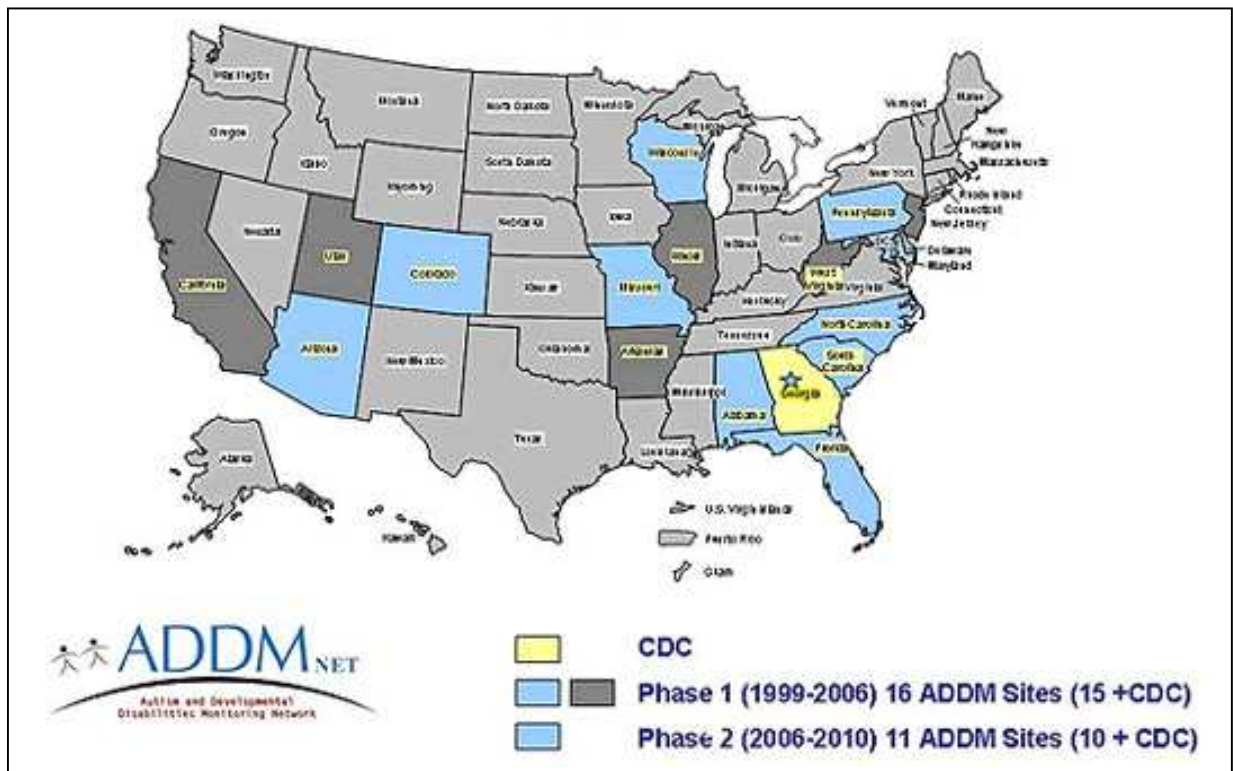 Washington
Montana
North Dakota
Minnesota
Vermont
Maine
Oregon
Idaho
South Dakota
Wisconsin
Michigan
New
Hampshire
Massachusetts
New York
Wyoming
Iowa
Pennsylvania
Rhode Island
Connecticut
New Jersey
Nebraska
Nevada
Utah
Colorado
Illinois
Indiana
Ohio
DC
Delaware
Maryland
California
Kansas
Missouri
West
Virginia
Virginia
Kentucky
North Carolina
Tennessee
Arizona
New Mexico
Oklahoma
Arkansas
South
Carolina
Mississippi
Alabama
Georgia
Texas
Louisiana
Florida
Alaska
Hawaii
U.S. Virgin Islands
Puerto Rico
Guam
ADDM NET
Autism and Developmental
Disabilities Monitoring Network
CDC
Phase 1 (1999-2006) 16 ADDM Sites (15 +CDC)
Phase 2 (2006-2010) 11 ADDM Sites (10 + CDC)